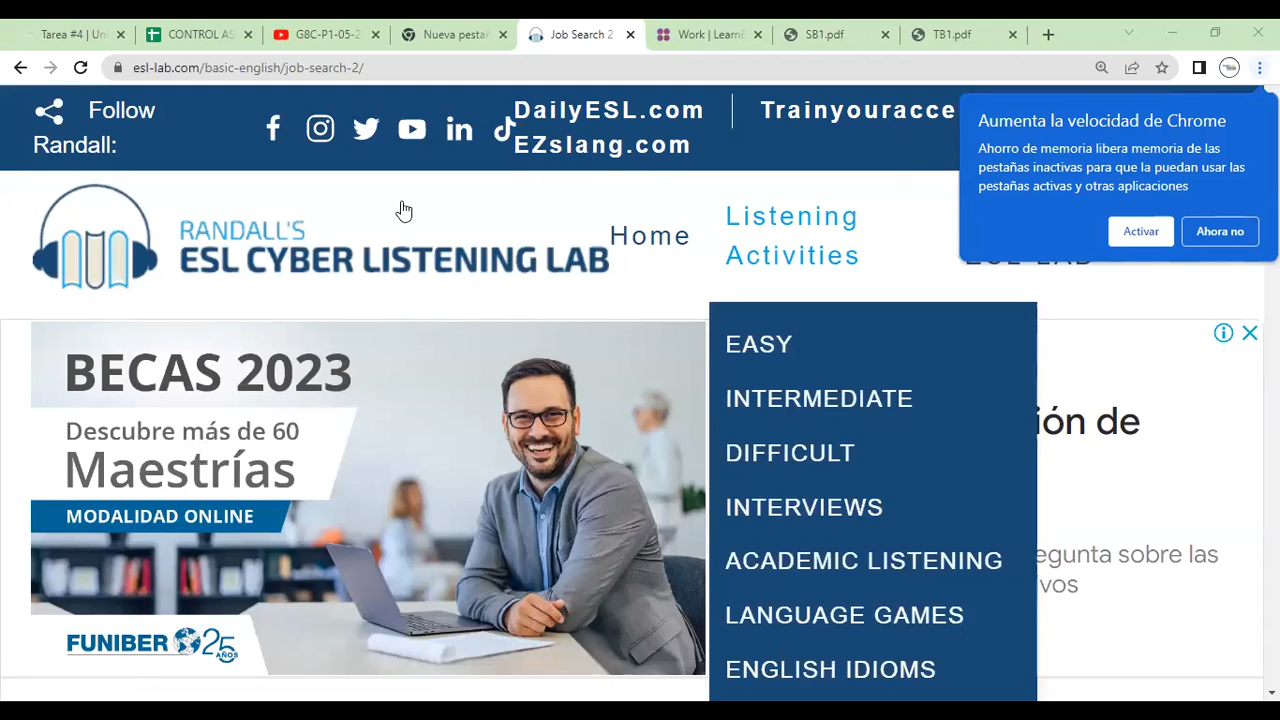 Tarea #4 | Un
CONTROL AS
G8C-P1-05-2
Nueva pestañ
Job Search 2
Work | Learn
SB1.pdf
TB1.pdf
esl-lab.com/basic-english/job-search-2/
Follow
Randall:
DailyESL.com
Trainyouracce
EZslang.com
Aumenta la velocidad de Chrome
Ahorro de memoria libera memoria de las
pestañas inactivas para que la puedan usar las
pestañas activas y otras aplicaciones
Activar
Ahora no
RANDALL'S
ESL CYBER LISTENING LAB
Home
Listening
Activities
ESL-LAB
BECAS 2023
Descubre más de 60
Maestrías
MODALIDAD ONLINE
FUNIBER 25
AÑOS
EASY
INTERMEDIATE
DIFFICULT
INTERVIEWS
ACADEMIC LISTENING
LANGUAGE GAMES
ENGLISH IDIOMS
ión de
egunta sobre las
vos